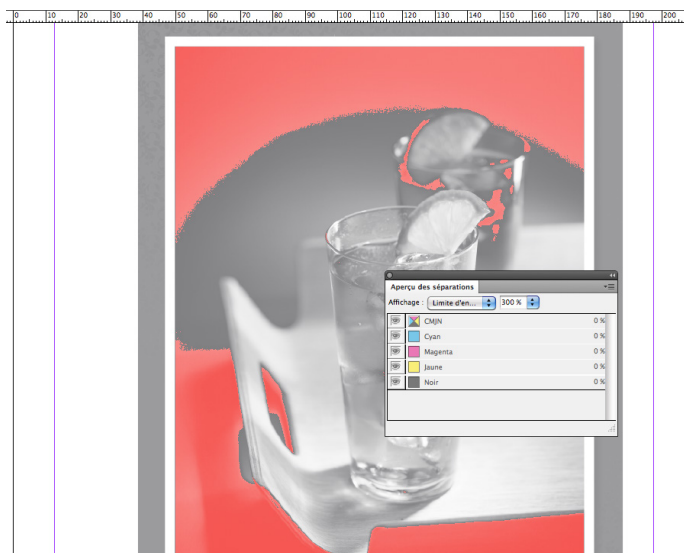 0 10 20 30 40 50 60 70 80 90 100 110 120 130 140 150 160 170 180 190 200
Aperçu des séparations
Affichage : Limite d'en... 300 %
CMJN 0 %
Cyan 0 %
Magenta 0 %
Jaune 0 %
Noir 0 %